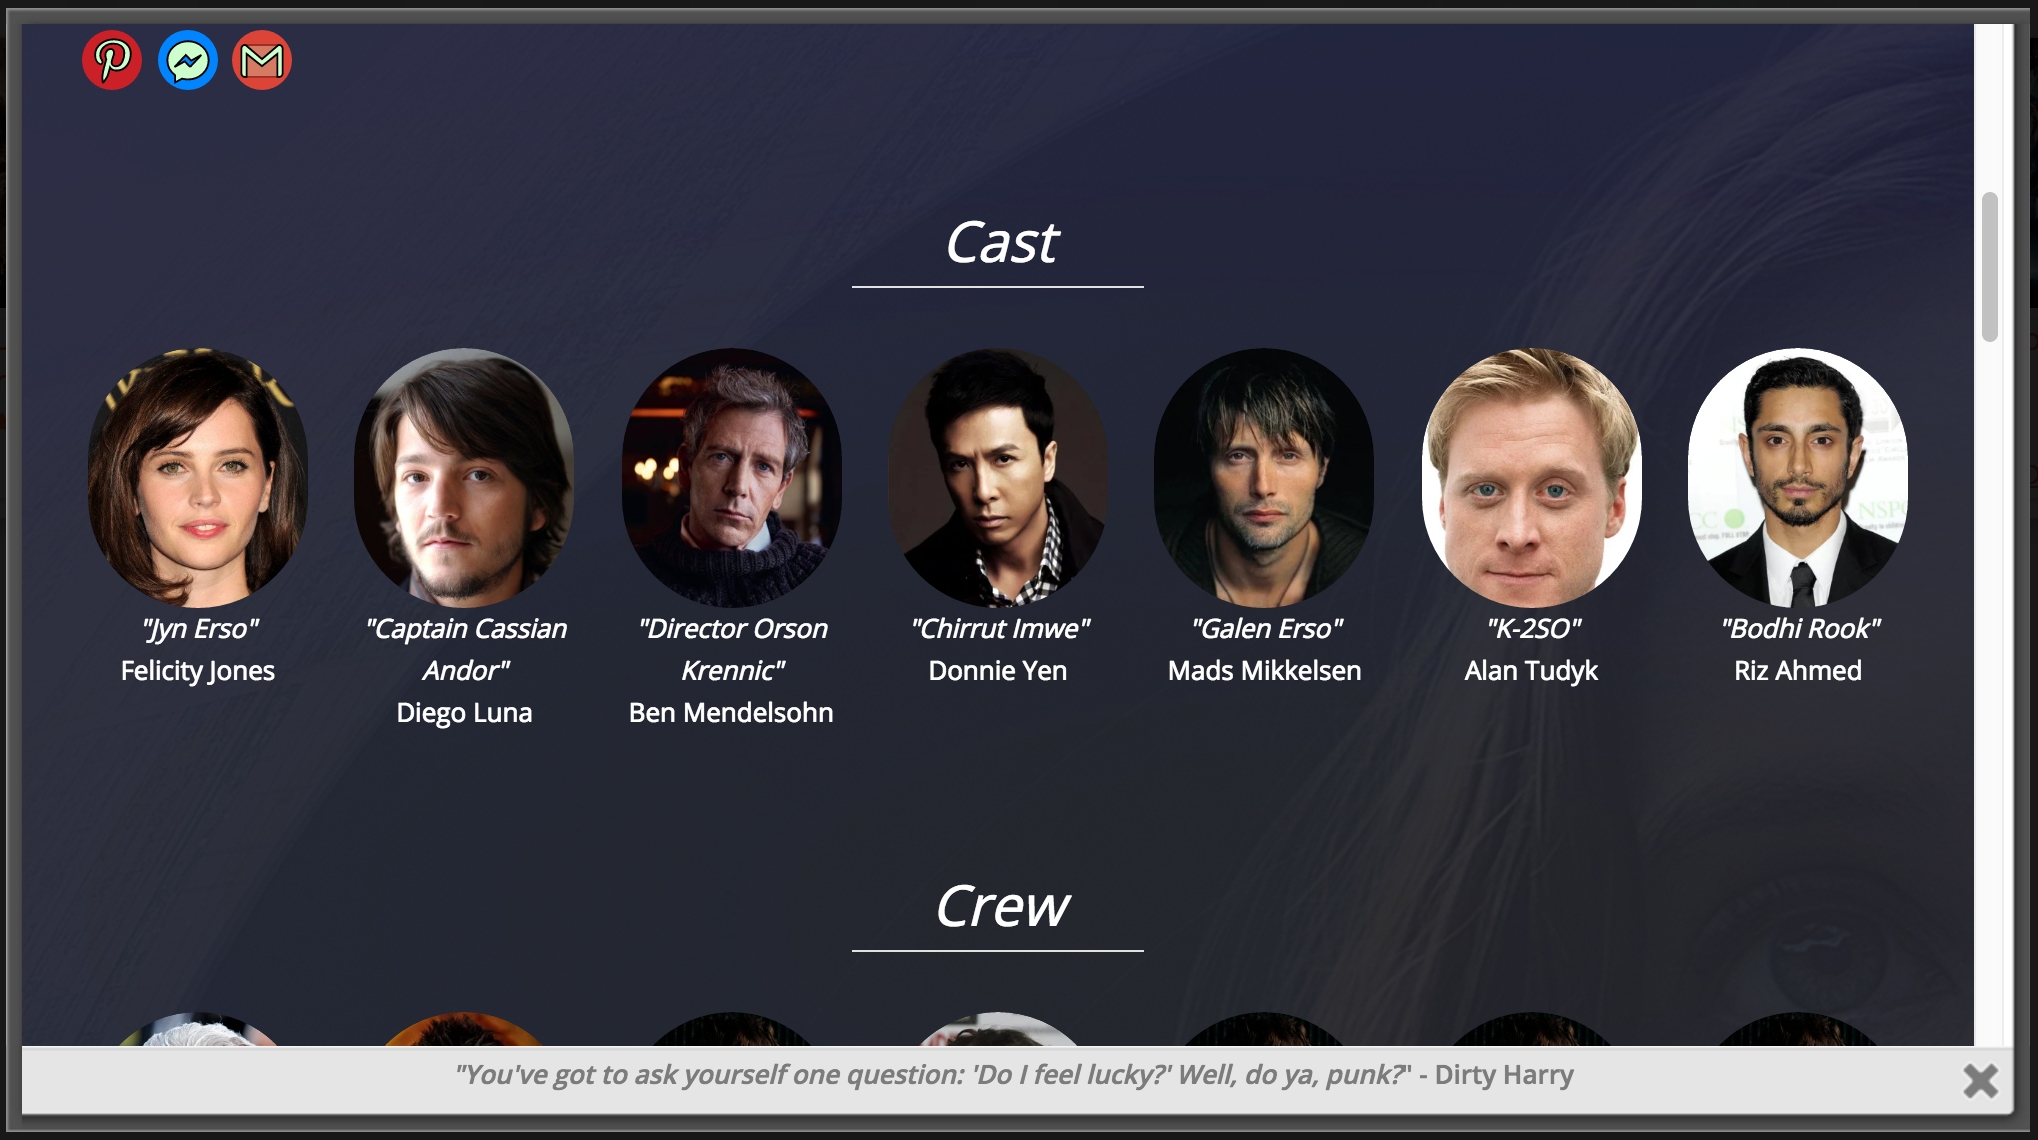 Cast
"Jyn Erso"
Felicity Jones
"Captain Cassian
Andor"
Diego Luna
"Director Orson
Krennic"
Ben Mendelsohn
"Chirrut Imwe"
Donnie Yen
"Galen Erso"
Mads Mikkelsen
"K-2SO"
Alan Tudyk
"Bodhi Rook"
Riz Ahmed
Crew
"You've got to ask yourself one question: 'Do I feel lucky?' Well, do ya, punk?" - Dirty Harry